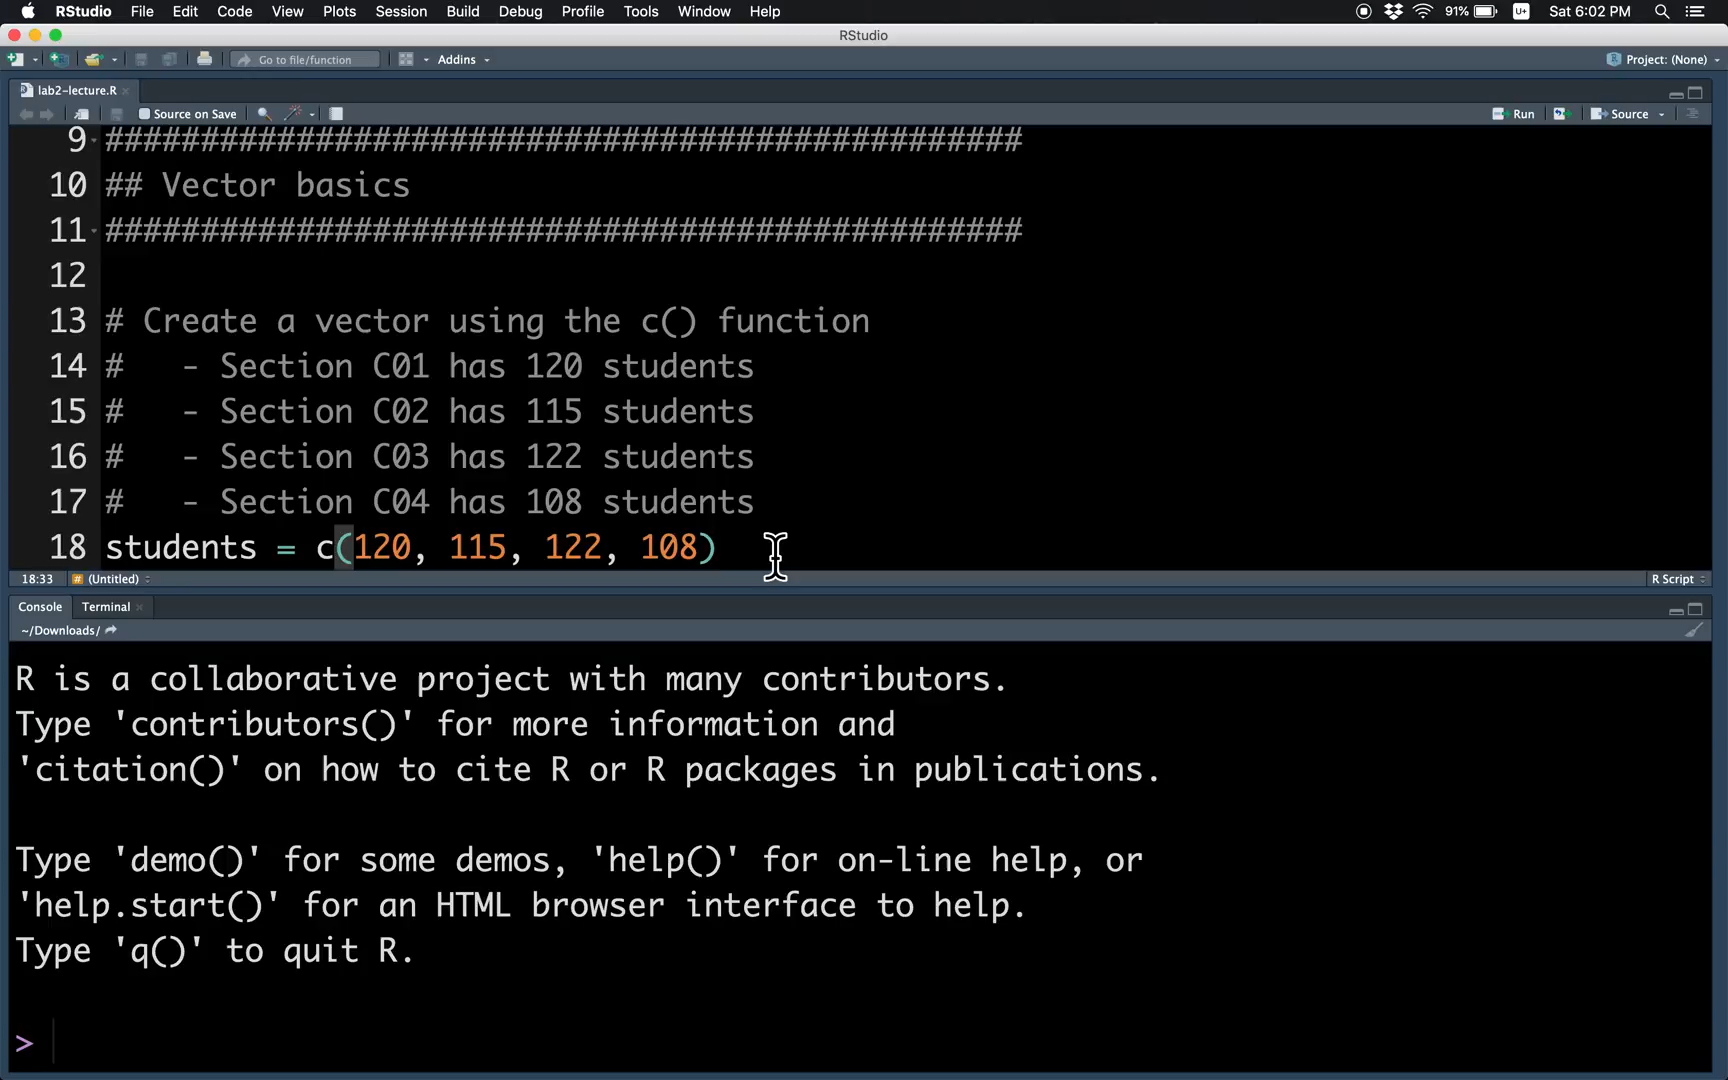 RStudio File Edit Code View Plots Session Build Debug Profile Tools Window Help 91% U+ Sat 6:02 PM
RStudio
Go to file/function Addins Project: (None)
lab2-lecture.R
Source on Save Run Source
9 ################################################
10 ## Vector basics
11 ################################################
12
13 # Create a vector using the c() function
14 #   - Section C01 has 120 students
15 #   - Section C02 has 115 students
16 #   - Section C03 has 122 students
17 #   - Section C04 has 108 students
18 students = c(120, 115, 122, 108)
18:33 # (Untitled) R Script
Console Terminal
~/Downloads/
R is a collaborative project with many contributors.
Type 'contributors()' for more information and
'citation()' on how to cite R or R packages in publications.
Type 'demo()' for some demos, 'help()' for on-line help, or
'help.start()' for an HTML browser interface to help.
Type 'q()' to quit R.
>